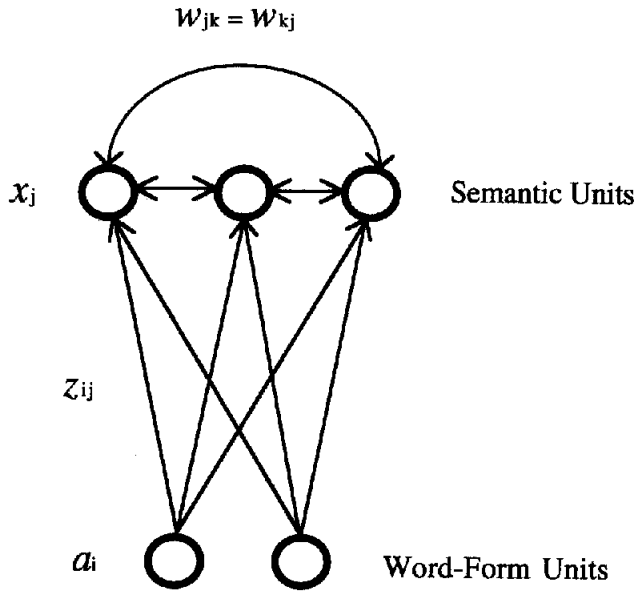 w_jk = w_kj
x_j Semantic Units
z_ij
a_i Word-Form Units